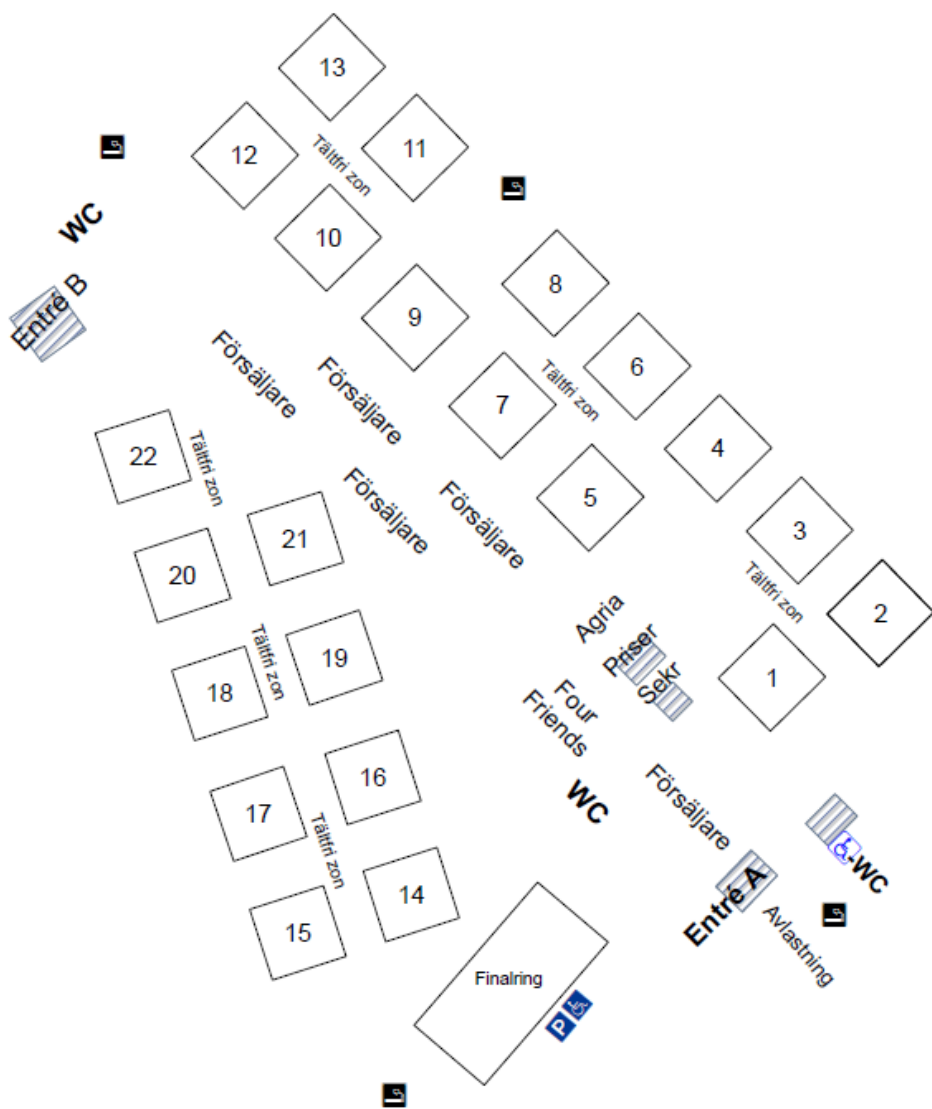 13
12
Tältfri zon
11
WC
10
8
Entré B
9
Försäljare
Försäljare
7
Tältfri zon
6
22
Tältfri zon
4
5
Försäljare
Försäljare
3
21
20
Tältfri zon
2
Agria
Priser
Sekr
1
18
Tältfri zon
19
Four
Friends
16
17
WC
Försäljare
Tältfri zon
-WC
14
15
Entré A
Avlastning
Finalring
P